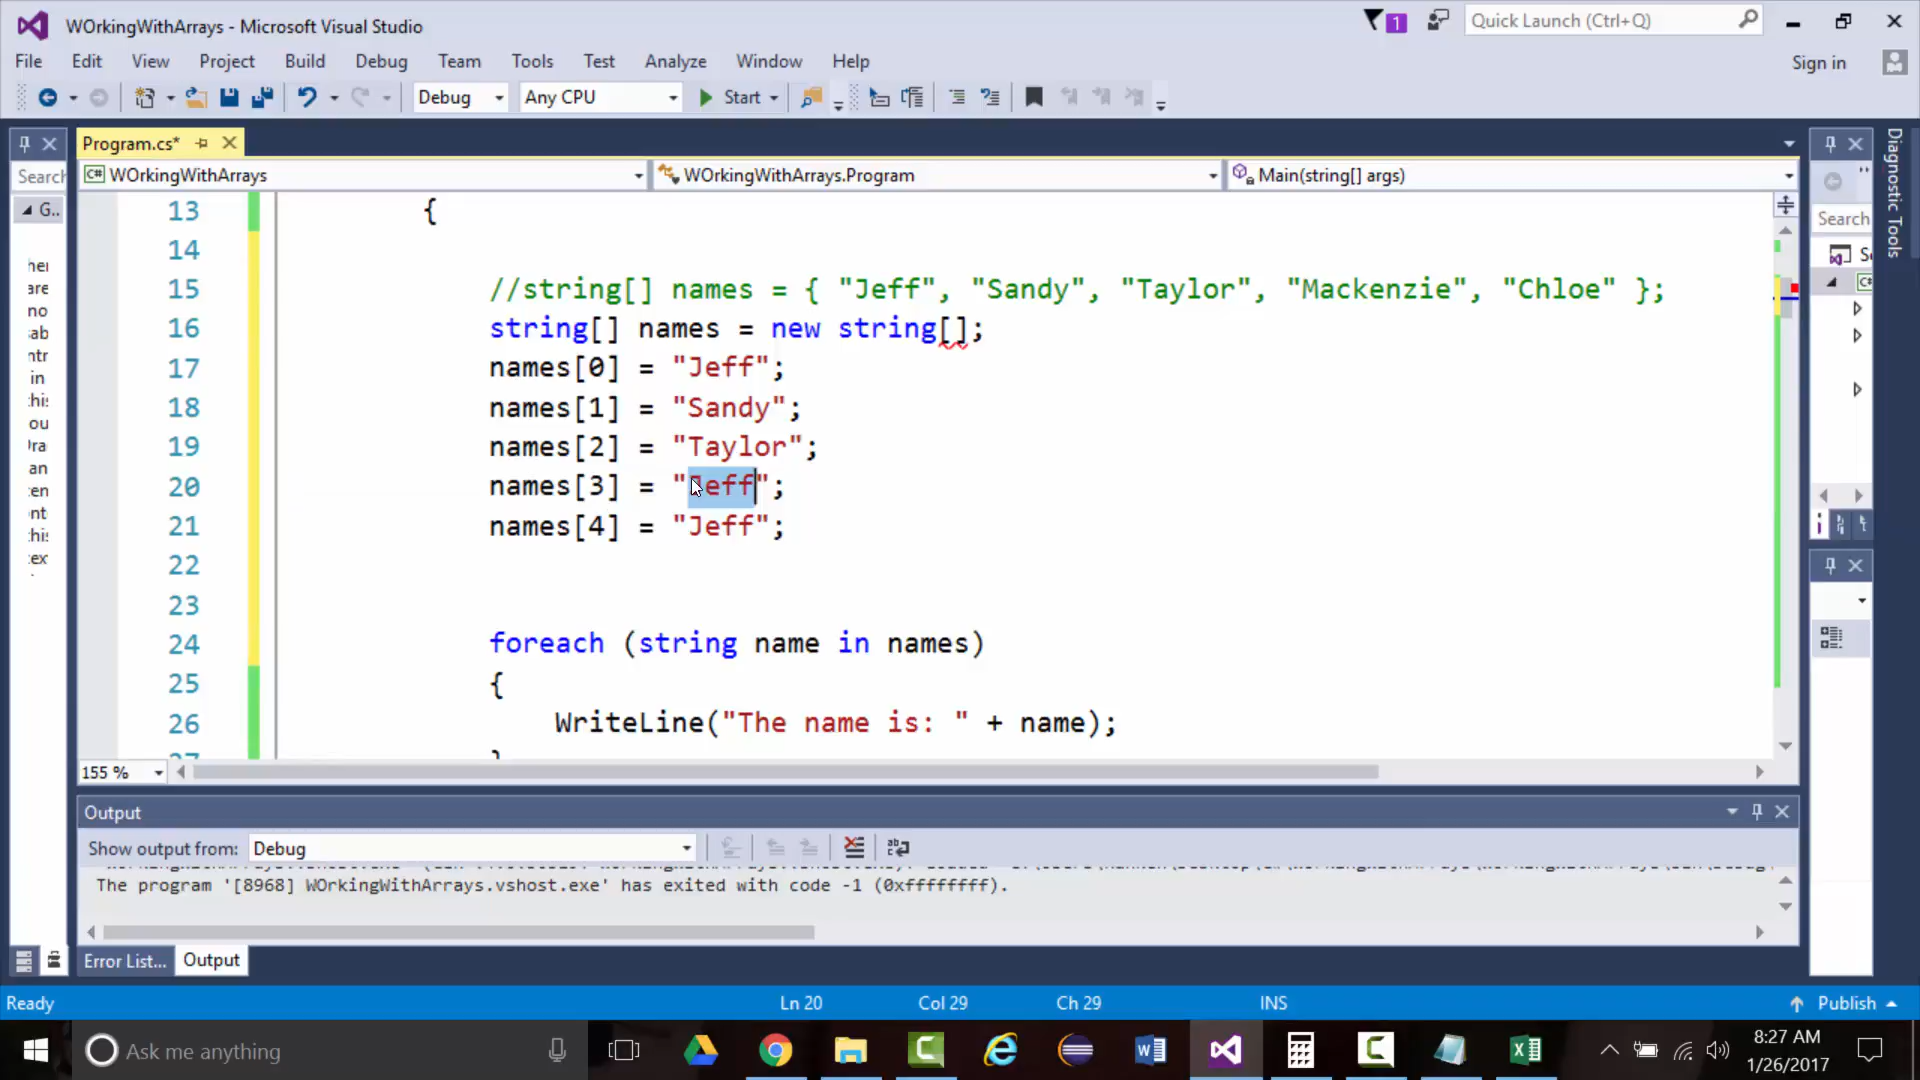 WOrkingWithArrays - Microsoft Visual Studio
1
Quick Launch (Ctrl+Q)
File Edit View Project Build Debug Team Tools Test Analyze Window Help
Sign in
Debug Any CPU Start
Program.cs*
Search
WOrkingWithArrays WOrkingWithArrays.Program Main(string[] args)
Diagnostic Tools
G..
Search
13 {
14
15 //string[] names = { "Jeff", "Sandy", "Taylor", "Mackenzie", "Chloe" };
16 string[] names = new string[];
17 names[0] = "Jeff";
18 names[1] = "Sandy";
19 names[2] = "Taylor";
20 names[3] = "Jeff";
21 names[4] = "Jeff";
22
23
24 foreach (string name in names)
25 {
26 WriteLine("The name is: " + name);
27 }
155 %
Output
Show output from: Debug
The program '[8968] WOrkingWithArrays.vshost.exe' has exited with code -1 (0xffffffff).
Error List... Output
Ready Ln 20 Col 29 Ch 29 INS Publish
Ask me anything
8:27 AM
1/26/2017